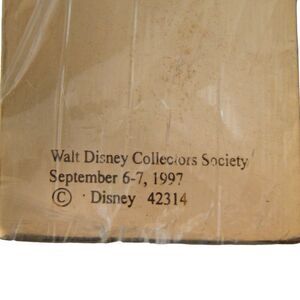 Walt Disney Collectors Society
September 6-7, 1997
© Disney 42314